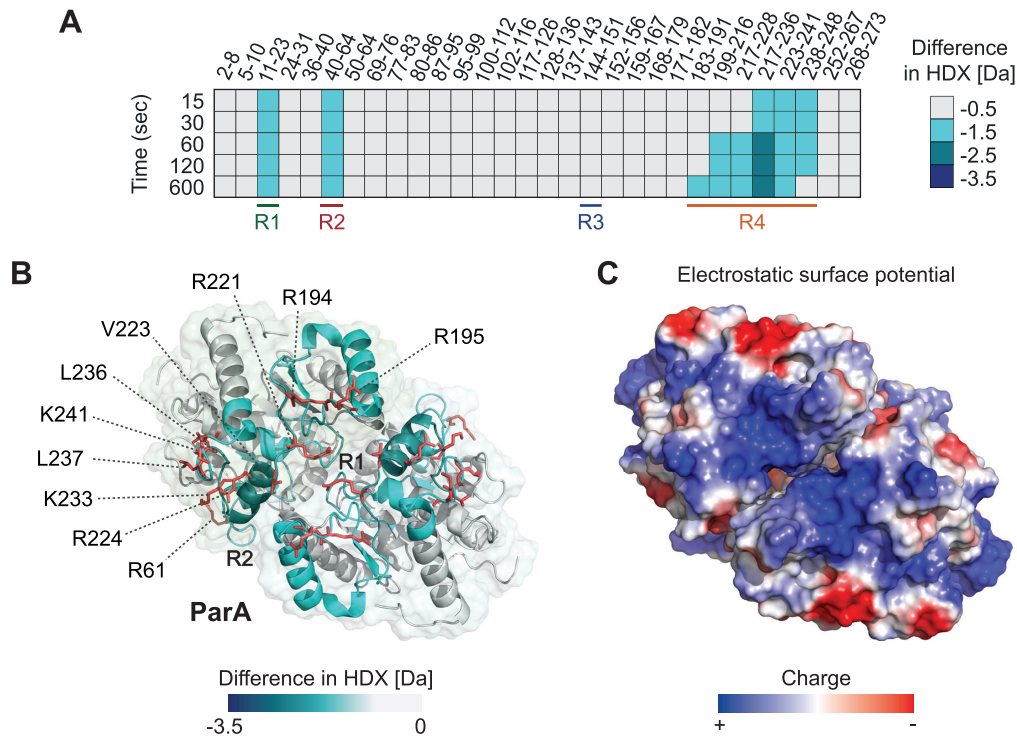 A
2-8
5-10
11-23
24-31
36-40
40-64
50-64
69-76
77-83
80-86
87-95
95-99
100-112
102-116
117-126
128-136
137-143
144-151
152-156
159-167
168-179
171-182
183-191
199-216
217-228
217-236
223-241
238-248
252-267
268-273
Time (sec)
15
30
60
120
600
R1
R2
R3
R4
Difference
in HDX [Da]
-0.5
-1.5
-2.5
-3.5
B
R221
R194
V223
R195
L236
K241
L237
K233
R224
R61
R1
R2
ParA
Difference in HDX [Da]
-3.5
0
C
Electrostatic surface potential
Charge
+
-